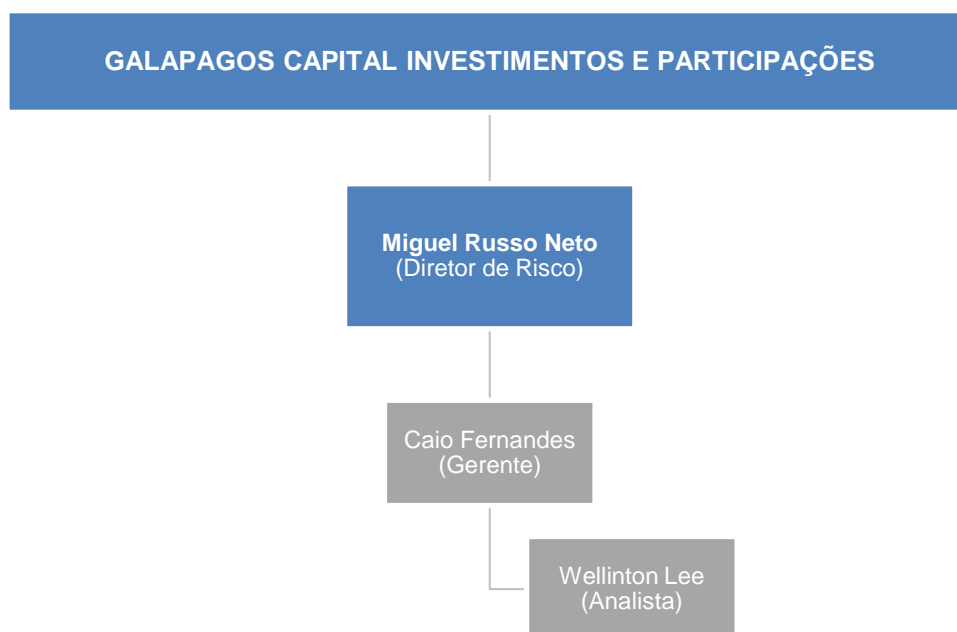 GALAPAGOS CAPITAL INVESTIMENTOS E PARTICIPAÇÕES
Miguel Russo Neto
(Diretor de Risco)
Caio Fernandes
(Gerente)
Wellinton Lee
(Analista)